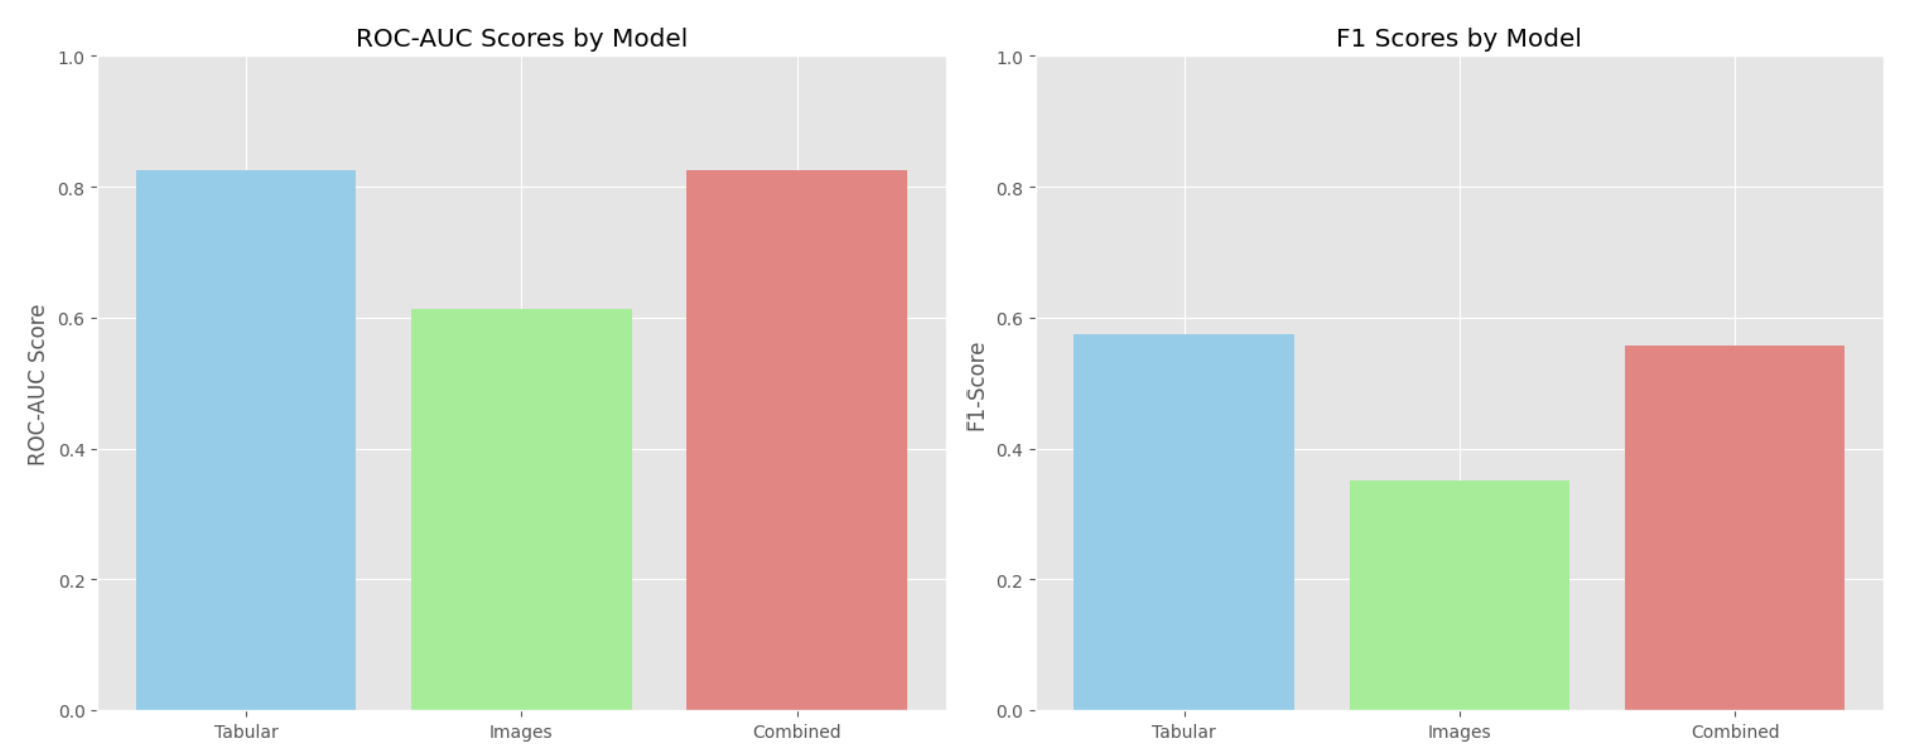 ROC-AUC Scores by Model
ROC-AUC Score
1.0
0.8
0.6
0.4
0.2
0.0
Tabular
Images
Combined
F1 Scores by Model
F1-Score
1.0
0.8
0.6
0.4
0.2
0.0
Tabular
Images
Combined